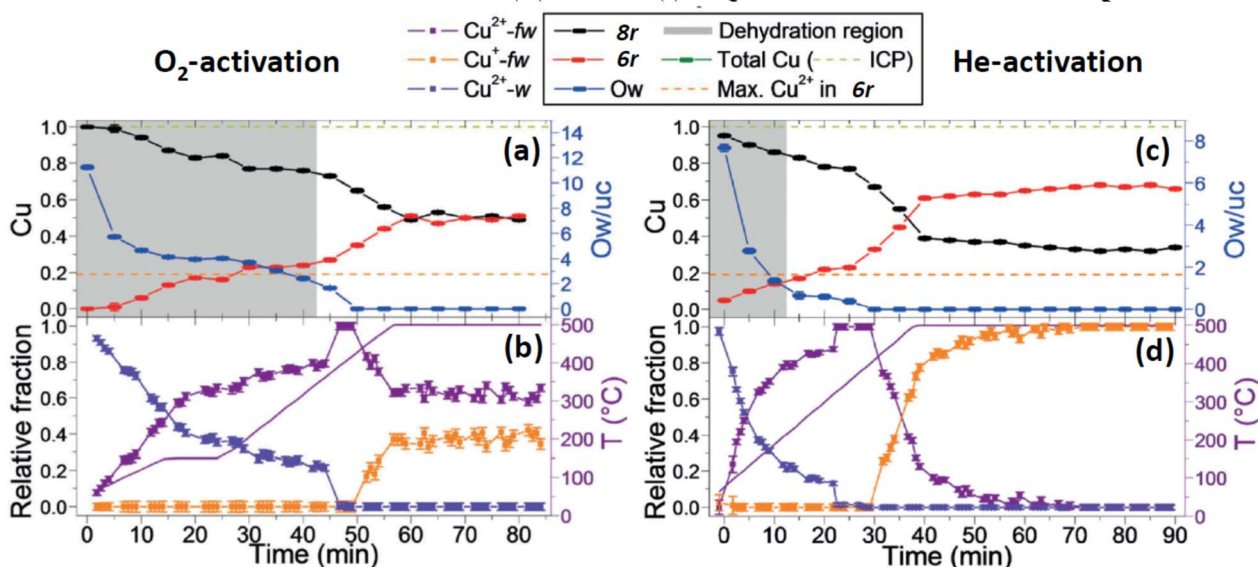 Cu²⁺-fw 8r Dehydration region
O₂-activation Cu⁺-fw 6r Total Cu ( ICP) He-activation
Cu²⁺-w Ow Max. Cu²⁺ in 6r
(a) (c)
1.0 0.8 0.6 0.4 0.2 0.0
Cu
14 12 10 8 6 4 2 0
Ow/uc
1.0 0.8 0.6 0.4 0.2 0.0
Cu
8 6 4 2 0
Ow/uc
(b) (d)
1.0 0.8 0.6 0.4 0.2 0.0
Relative fraction
500 400 300 200 100 0
T (°C)
1.0 0.8 0.6 0.4 0.2 0.0
Relative fraction
500 400 300 200 100 0
T (°C)
0 10 20 30 40 50 60 70 80
Time (min)
0 10 20 30 40 50 60 70 80 90
Time (min)